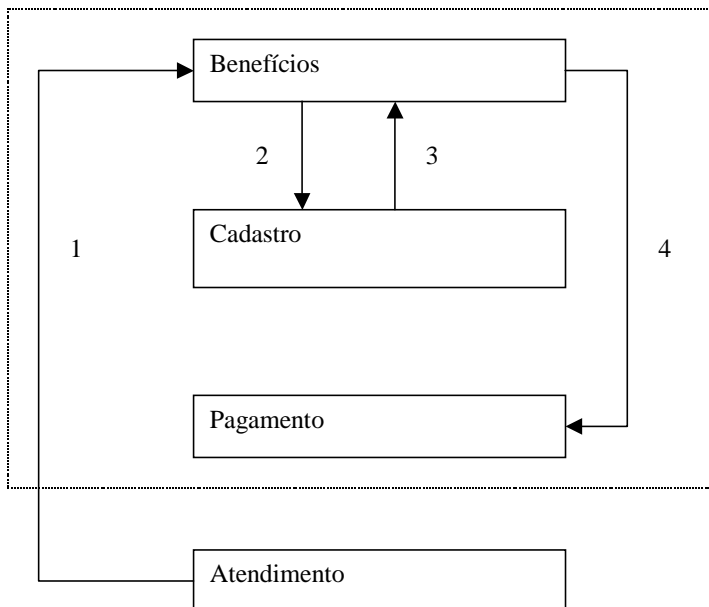 Benefícios
2
3
Cadastro
1
4
Pagamento
Atendimento